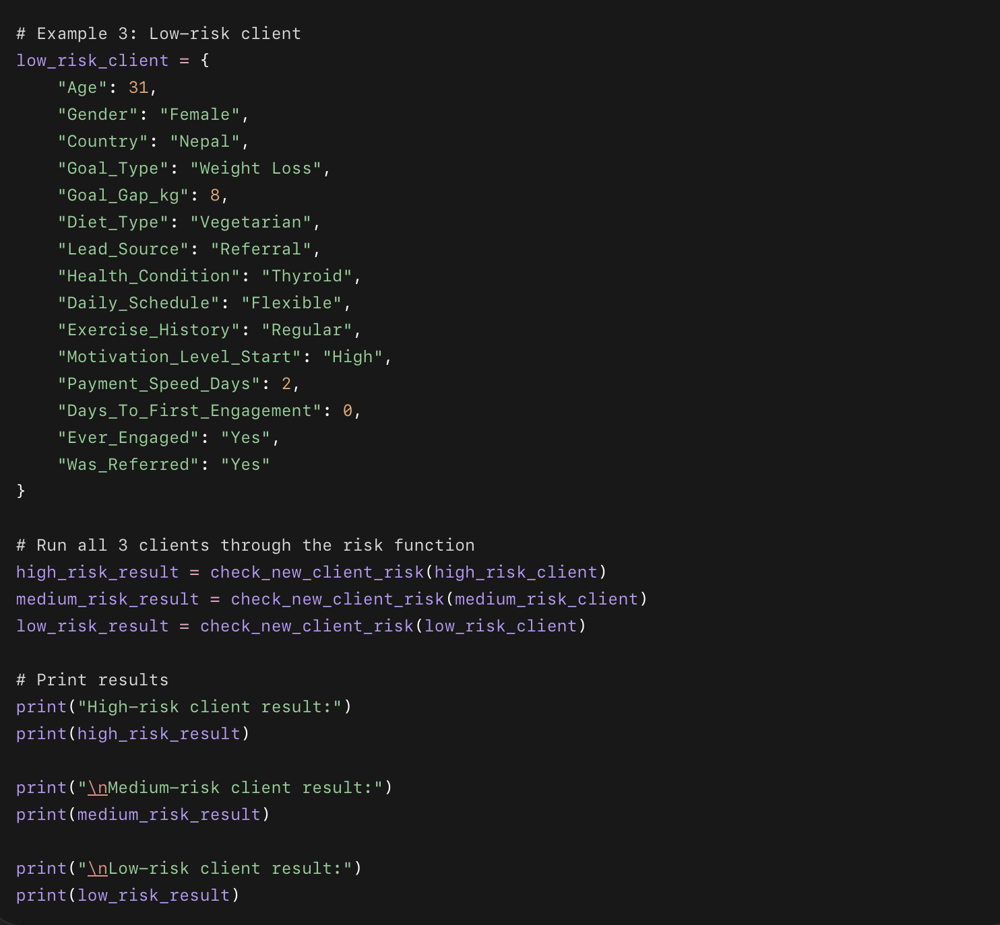 # Example 3: Low-risk client
low_risk_client = {
    "Age": 31,
    "Gender": "Female",
    "Country": "Nepal",
    "Goal_Type": "Weight Loss",
    "Goal_Gap_kg": 8,
    "Diet_Type": "Vegetarian",
    "Lead_Source": "Referral",
    "Health_Condition": "Thyroid",
    "Daily_Schedule": "Flexible",
    "Exercise_History": "Regular",
    "Motivation_Level_Start": "High",
    "Payment_Speed_Days": 2,
    "Days_To_First_Engagement": 0,
    "Ever_Engaged": "Yes",
    "Was_Referred": "Yes"
}

# Run all 3 clients through the risk function
high_risk_result = check_new_client_risk(high_risk_client)
medium_risk_result = check_new_client_risk(medium_risk_client)
low_risk_result = check_new_client_risk(low_risk_client)

# Print results
print("High-risk client result:")
print(high_risk_result)

print("\nMedium-risk client result:")
print(medium_risk_result)

print("\nLow-risk client result:")
print(low_risk_result)